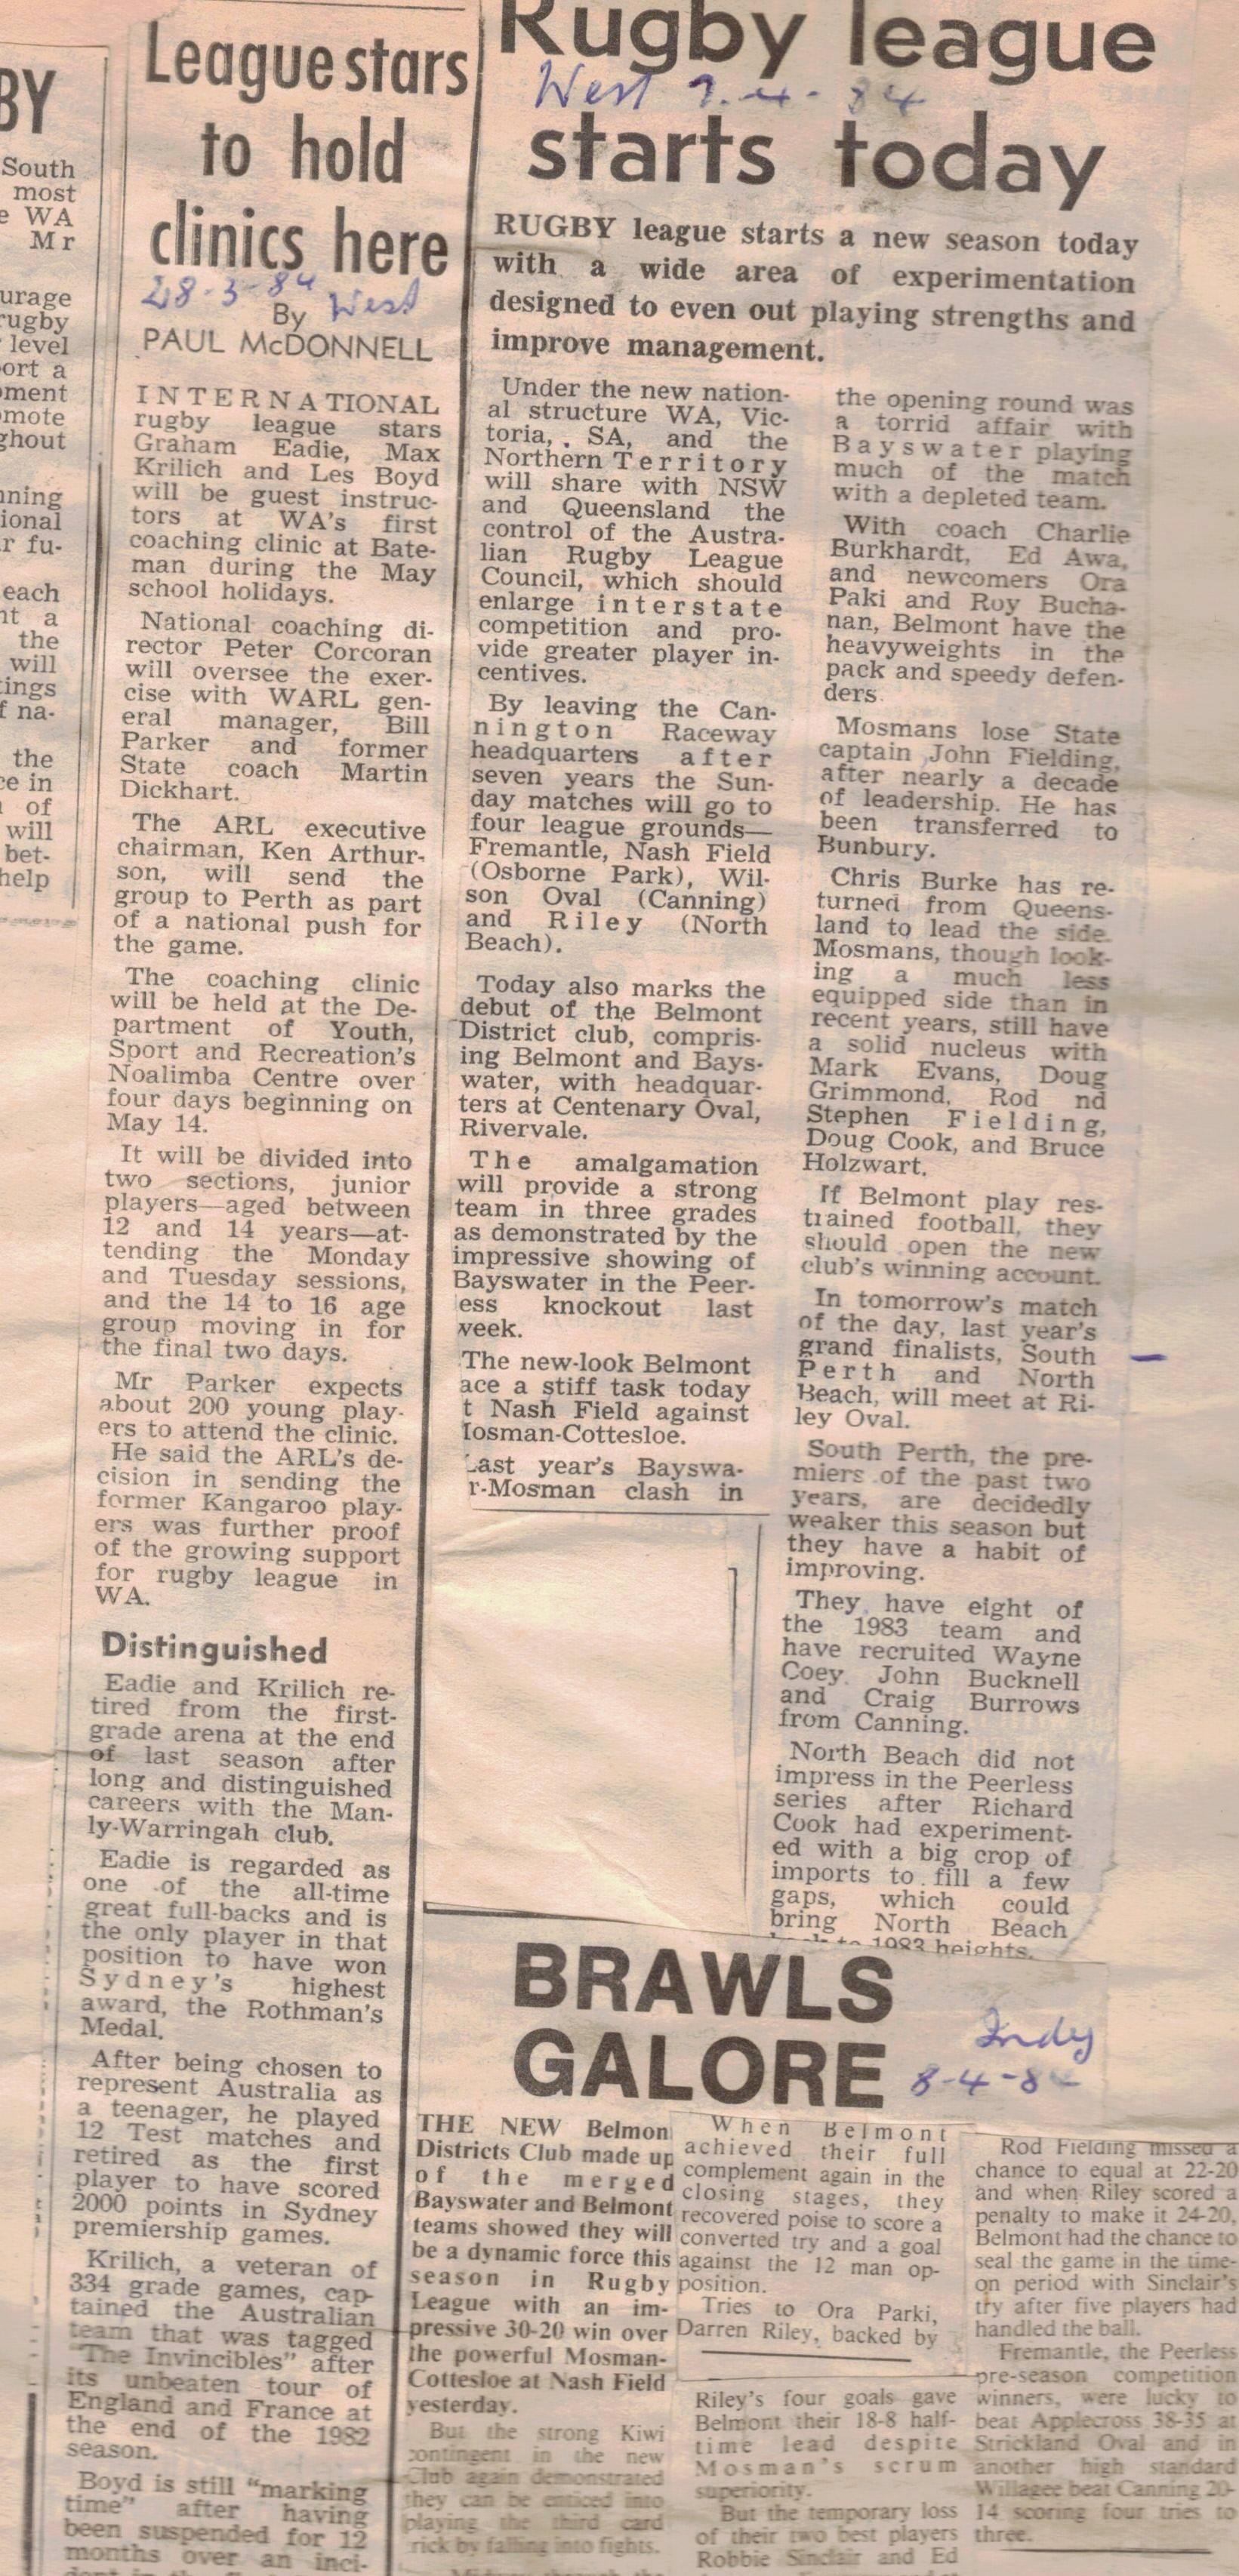 BY
South
most
e WA
Mr
urage
rugby
level
ort a
ment
omote
ghout
nning
ional
r fu-
each
nt a
the
will
ings
f na-
the
ce in
of
will
bet-
help
League stars
to hold
clinics here
28-3-84 West
By
PAUL McDONNELL
INTERNATIONAL
rugby league stars
Graham Eadie, Max
Krilich and Les Boyd
will be guest instruc-
tors at WA's first
coaching clinic at Bate-
man during the May
school holidays.
National coaching di-
rector Peter Corcoran
will oversee the exer-
cise with WARL gen-
eral manager, Bill
Parker and former
State coach Martin
Dickhart.
The ARL executive
chairman, Ken Arthur-
son, will send the
group to Perth as part
of a national push for
the game.
The coaching clinic
will be held at the De-
partment of Youth,
Sport and Recreation's
Noalimba Centre over
four days beginning on
May 14.
It will be divided into
two sections, junior
players—aged between
12 and 14 years—at-
tending the Monday
and Tuesday sessions,
and the 14 to 16 age
group moving in for
the final two days.
Mr Parker expects
about 200 young play-
ers to attend the clinic.
He said the ARL's de-
cision in sending the
former Kangaroo play-
ers was further proof
of the growing support
for rugby league in
WA.
Distinguished
Eadie and Krilich re-
tired from the first-
grade arena at the end
of last season after
long and distinguished
careers with the Man-
ly-Warringah club.
Eadie is regarded as
one of the all-time
great full-backs and is
the only player in that
position to have won
Sydney's highest
award, the Rothman's
Medal.
After being chosen to
represent Australia as
a teenager, he played
12 Test matches and
retired as the first
player to have scored
2000 points in Sydney
premiership games.
Krilich, a veteran of
334 grade games, cap-
tained the Australian
team that was tagged
"The Invincibles" after
its unbeaten tour of
England and France at
the end of the 1982
season.
Boyd is still "marking
time" after having
been suspended for 12
months over an inci-
Rugby league
West 7-4-84
starts today
RUGBY league starts a new season today
with a wide area of experimentation
designed to even out playing strengths and
improve management.
Under the new nation-
al structure WA, Vic-
toria, SA, and the
Northern Territory
will share with NSW
and Queensland the
control of the Austra-
lian Rugby League
Council, which should
enlarge interstate
competition and pro-
vide greater player in-
centives.
By leaving the Can-
nington Raceway
headquarters after
seven years the Sun-
day matches will go to
four league grounds—
Fremantle, Nash Field
(Osborne Park), Wil-
son Oval (Canning)
and Riley (North
Beach).
Today also marks the
debut of the Belmont
District club, compris-
ing Belmont and Bays-
water, with headquar-
ters at Centenary Oval,
Rivervale.
The amalgamation
will provide a strong
team in three grades
as demonstrated by the
impressive showing of
Bayswater in the Peer-
ess knockout last
week.
The new-look Belmont
ace a stiff task today
t Nash Field against
Mosman-Cottesloe.
Last year's Bayswa-
r-Mosman clash in
the opening round was
a torrid affair with
Bayswater playing
much of the match
with a depleted team.
With coach Charlie
Burkhardt, Ed Awa,
and newcomers Ora
Paki and Roy Bucha-
nan, Belmont have the
heavyweights in the
pack and speedy defen-
ders.
Mosmans lose State
captain John Fielding,
after nearly a decade
of leadership. He has
been transferred to
Bunbury.
Chris Burke has re-
turned from Queens-
land to lead the side.
Mosmans, though look-
ing a much less
equipped side than in
recent years, still have
a solid nucleus with
Mark Evans, Doug
Grimmond, Rod nd
Stephen Fielding,
Doug Cook, and Bruce
Holzwart.
If Belmont play res-
trained football, they
should open the new
club's winning account.
In tomorrow's match
of the day, last year's
grand finalists, South
Perth and North
Beach, will meet at Ri-
ley Oval.
South Perth, the pre-
miers of the past two
years, are decidedly
weaker this season but
they have a habit of
improving.
They have eight of
the 1983 team and
have recruited Wayne
Coey, John Bucknell
and Craig Burrows
from Canning.
North Beach did not
impress in the Peerless
series after Richard
Cook had experiment-
ed with a big crop of
imports to fill a few
gaps, which could
bring North Beach
back to 1983 heights.
BRAWLS
GALORE
Indy
8-4-84
THE NEW Belmon
Districts Club made up
of the merged
Bayswater and Belmont
teams showed they will
be a dynamic force this
season in Rugby
League with an im-
pressive 30-20 win over
the powerful Mosman-
Cottesloe at Nash Field
yesterday.
But the strong Kiwi
contingent in the new
Club again demonstrated
they can be enticed into
playing the third card
rick by falling into fights.
Midway through the
When Belmont
achieved their full
complement again in the
closing stages, they
recovered poise to score a
converted try and a goal
against the 12 man op-
position.
Tries to Ora Parki,
Darren Riley, backed by
Riley's four goals gave
Belmont their 18-8 half-
time lead despite
Mosman's scrum
superiority.
But the temporary loss
of their two best players
Robbie Sinclair and Ed
Rod Fielding missed a
chance to equal at 22-20
and when Riley scored a
penalty to make it 24-20,
Belmont had the chance to
seal the game in the time-
on period with Sinclair's
try after five players had
handled the ball.
Fremantle, the Peerless
pre-season competition
winners, were lucky to
beat Applecross 38-35 at
Strickland Oval and in
another high standard
Willagee beat Canning 20-
14 scoring four tries to
three.